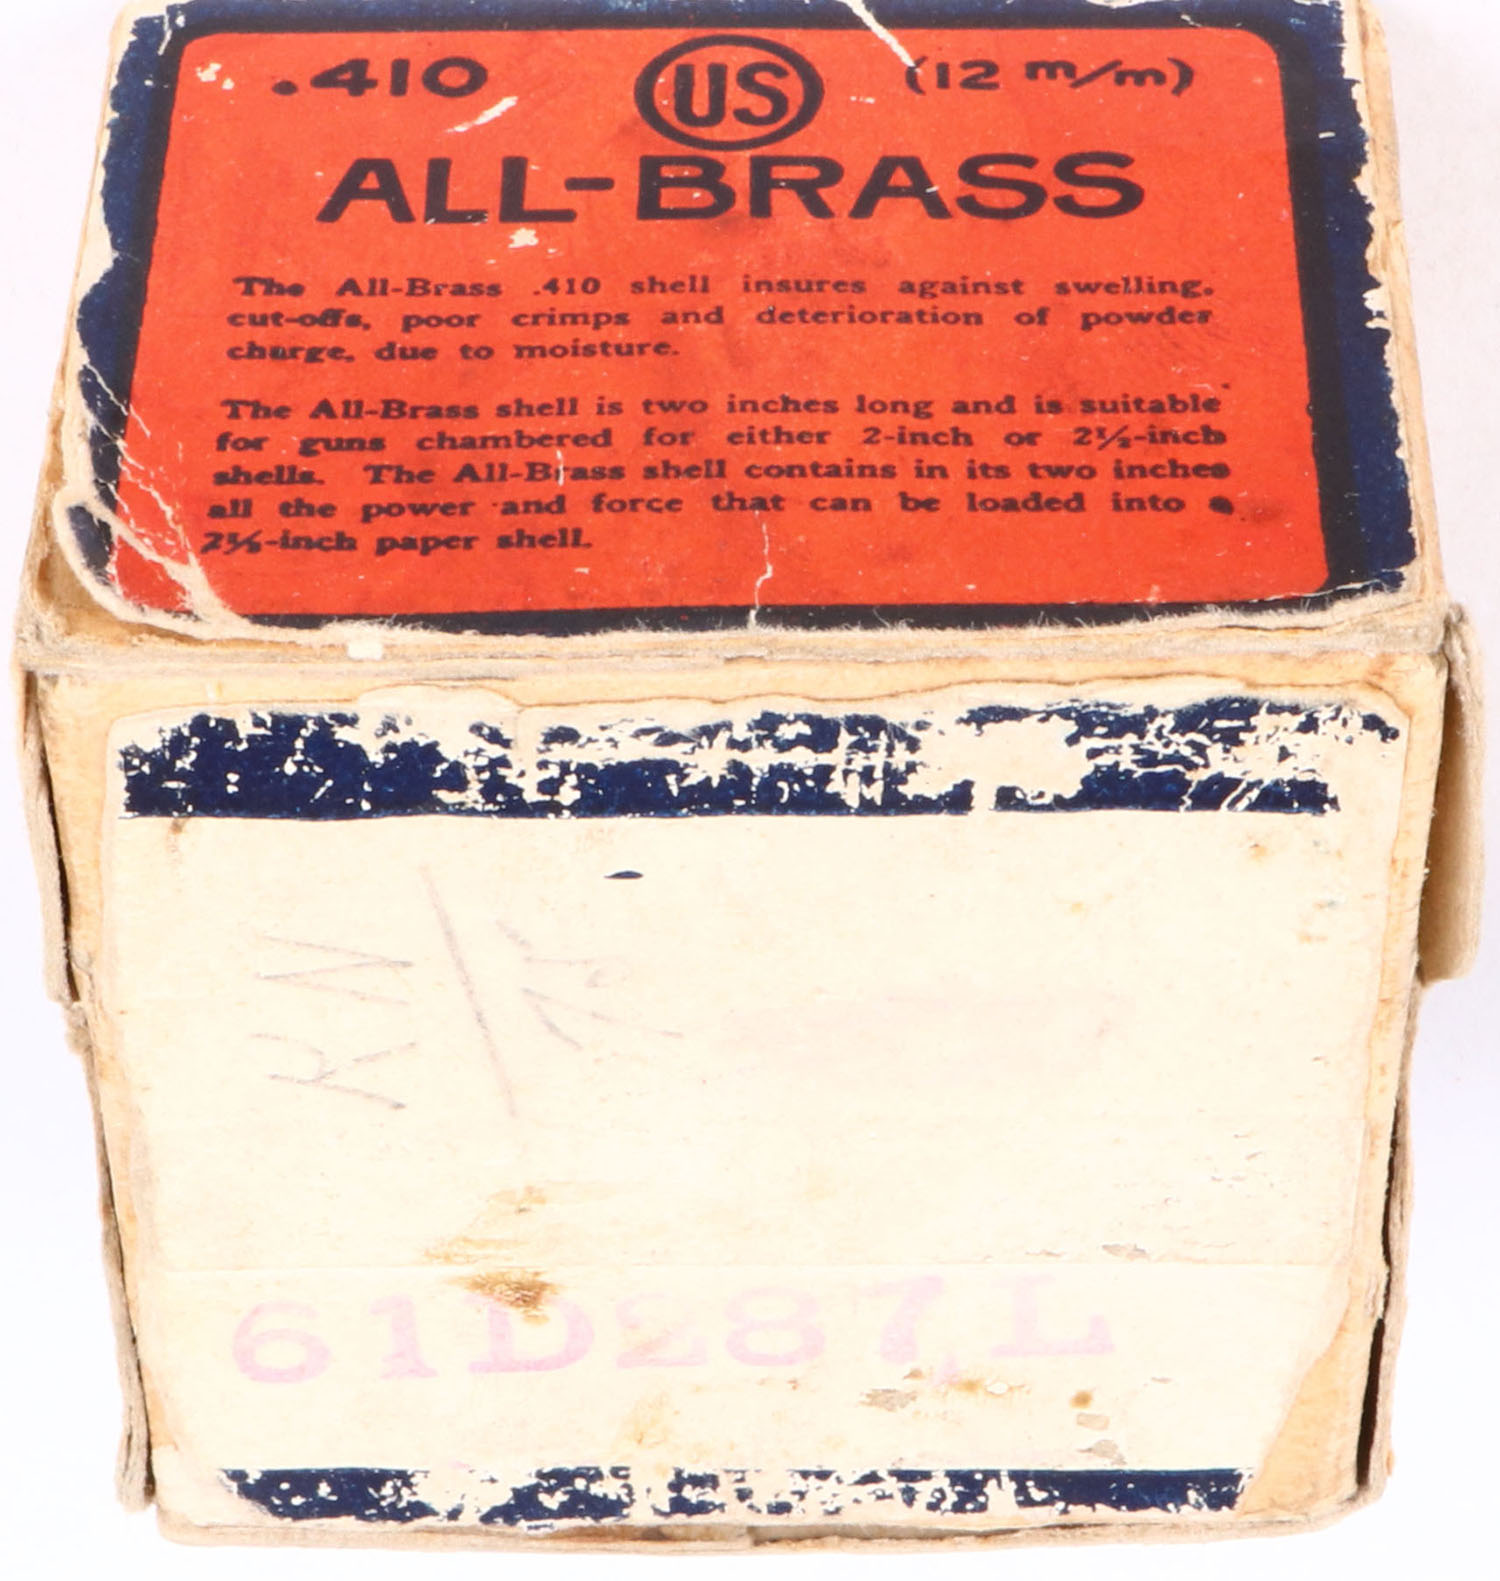 .410 US (12 m/m)
ALL-BRASS
The All-Brass .410 shell insures against swelling,
cut-offs, poor crimps and deterioration of powder
charge, due to moisture.
The All-Brass shell is two inches long and is suitable
for guns chambered for either 2-inch or 2½-inch
shells. The All-Brass shell contains in its two inches
all the power and force that can be loaded into a
2½-inch paper shell.
61D287L